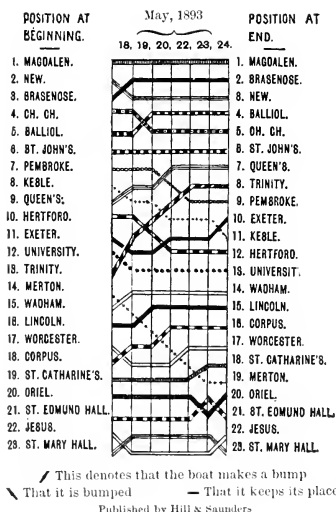 POSITION AT BEGINNING.
May, 1893
POSITION AT END.
18. 19. 20. 22. 23. 24.
1. MAGDALEN.
2. NEW.
3. BRASENOSE.
4. CH. CH.
5. BALLIOL.
6. ST. JOHN'S.
7. PEMBROKE.
8. KEBLE.
9. QUEEN'S.
10. HERTFORD.
11. EXETER.
12. UNIVERSITY.
13. TRINITY.
14. MERTON.
15. WADHAM.
16. LINCOLN.
17. WORCESTER.
18. CORPUS.
19. ST. CATHARINE'S.
20. ORIEL.
21. ST. EDMUND HALL.
22. JESUS.
23. ST. MARY HALL.
1. MAGDALEN.
2. BRASENOSE.
3. NEW.
4. BALLIOL.
5. CH. CH.
6. ST. JOHN'S.
7. QUEEN'S.
8. TRINITY.
9. PEMBROKE.
10. EXETER.
11. KEBLE.
12. HERTFORD.
13. UNIVERSIT.
14. WADHAM.
15. LINCOLN.
16. CORPUS.
17. WORCESTER.
18. ST. CATHARINE'S.
19. MERTON.
20. ORIEL.
21. ST. EDMUND HALL.
22. JESUS.
23. ST. MARY HALL.
This denotes that the boat makes a bump
That it is bumped — That it keeps its place
Published by Hill & Saunders